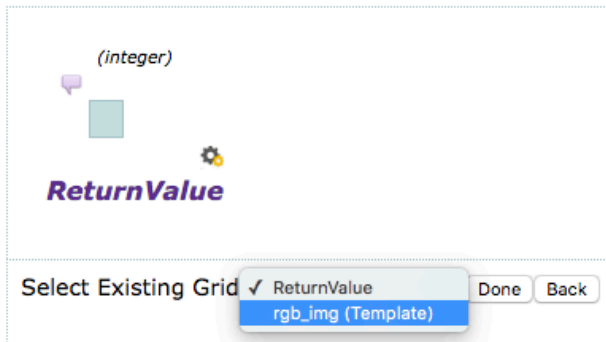 (integer)
ReturnValue
Select Existing Grid ✓ ReturnValue Done Back
rgb_img (Template)